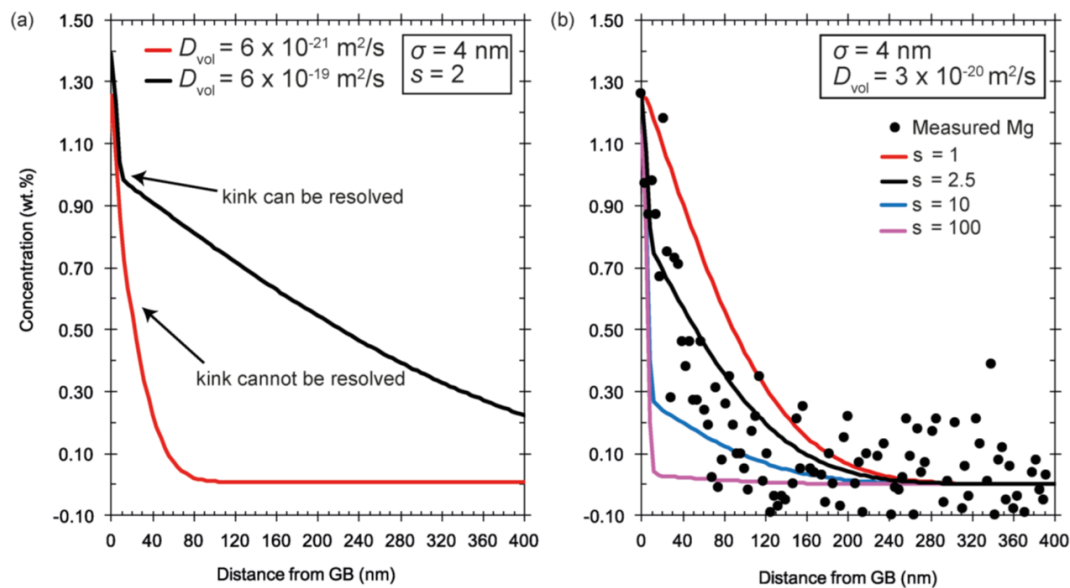 (a)
D_vol = 6 x 10⁻²¹ m²/s
D_vol = 6 x 10⁻¹⁹ m²/s
σ = 4 nm
s = 2
kink can be resolved
kink cannot be resolved
Concentration (wt.%)
1.50
1.30
1.10
0.90
0.70
0.50
0.30
0.10
-0.10
0 40 80 120 160 200 240 280 320 360 400
Distance from GB (nm)
(b)
σ = 4 nm
D_vol = 3 x 10⁻²⁰ m²/s
Measured Mg
s = 1
s = 2.5
s = 10
s = 100
1.50
1.30
1.10
0.90
0.70
0.50
0.30
0.10
-0.10
0 40 80 120 160 200 240 280 320 360 400
Distance from GB (nm)